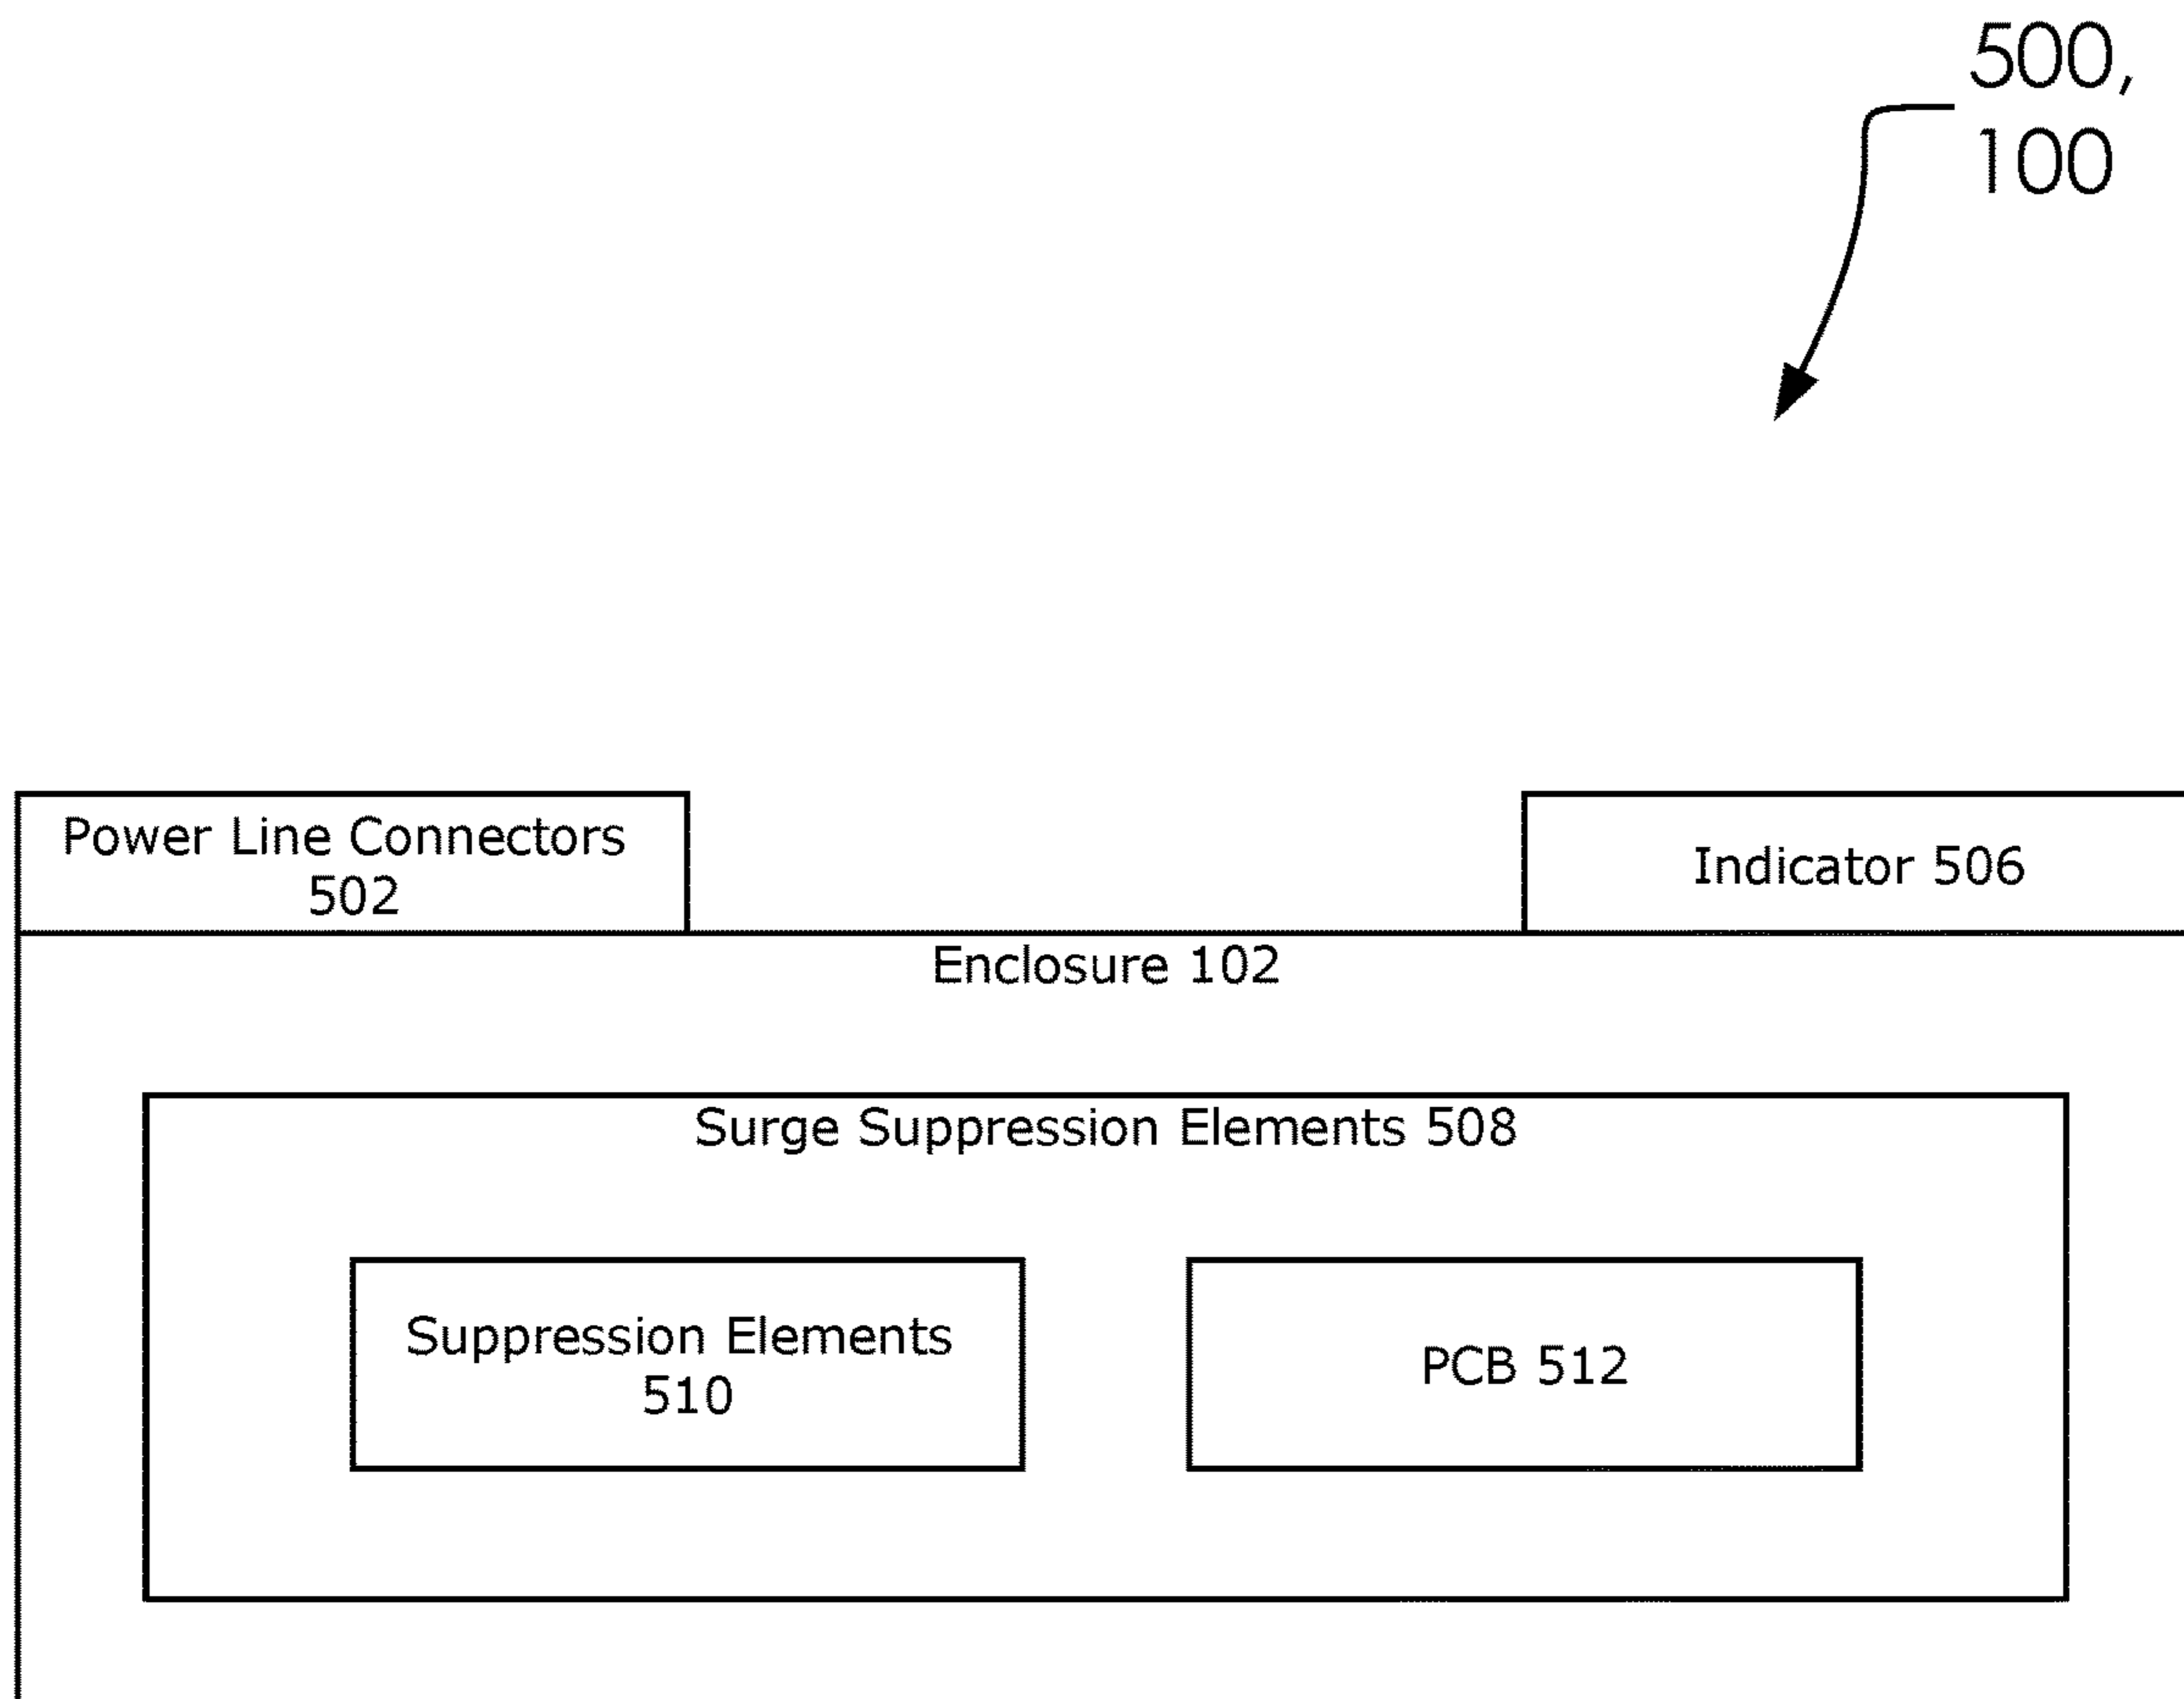 500,
100
Power Line Connectors
502
Indicator 506
Enclosure 102
Surge Suppression Elements 508
Suppression Elements
510
PCB 512